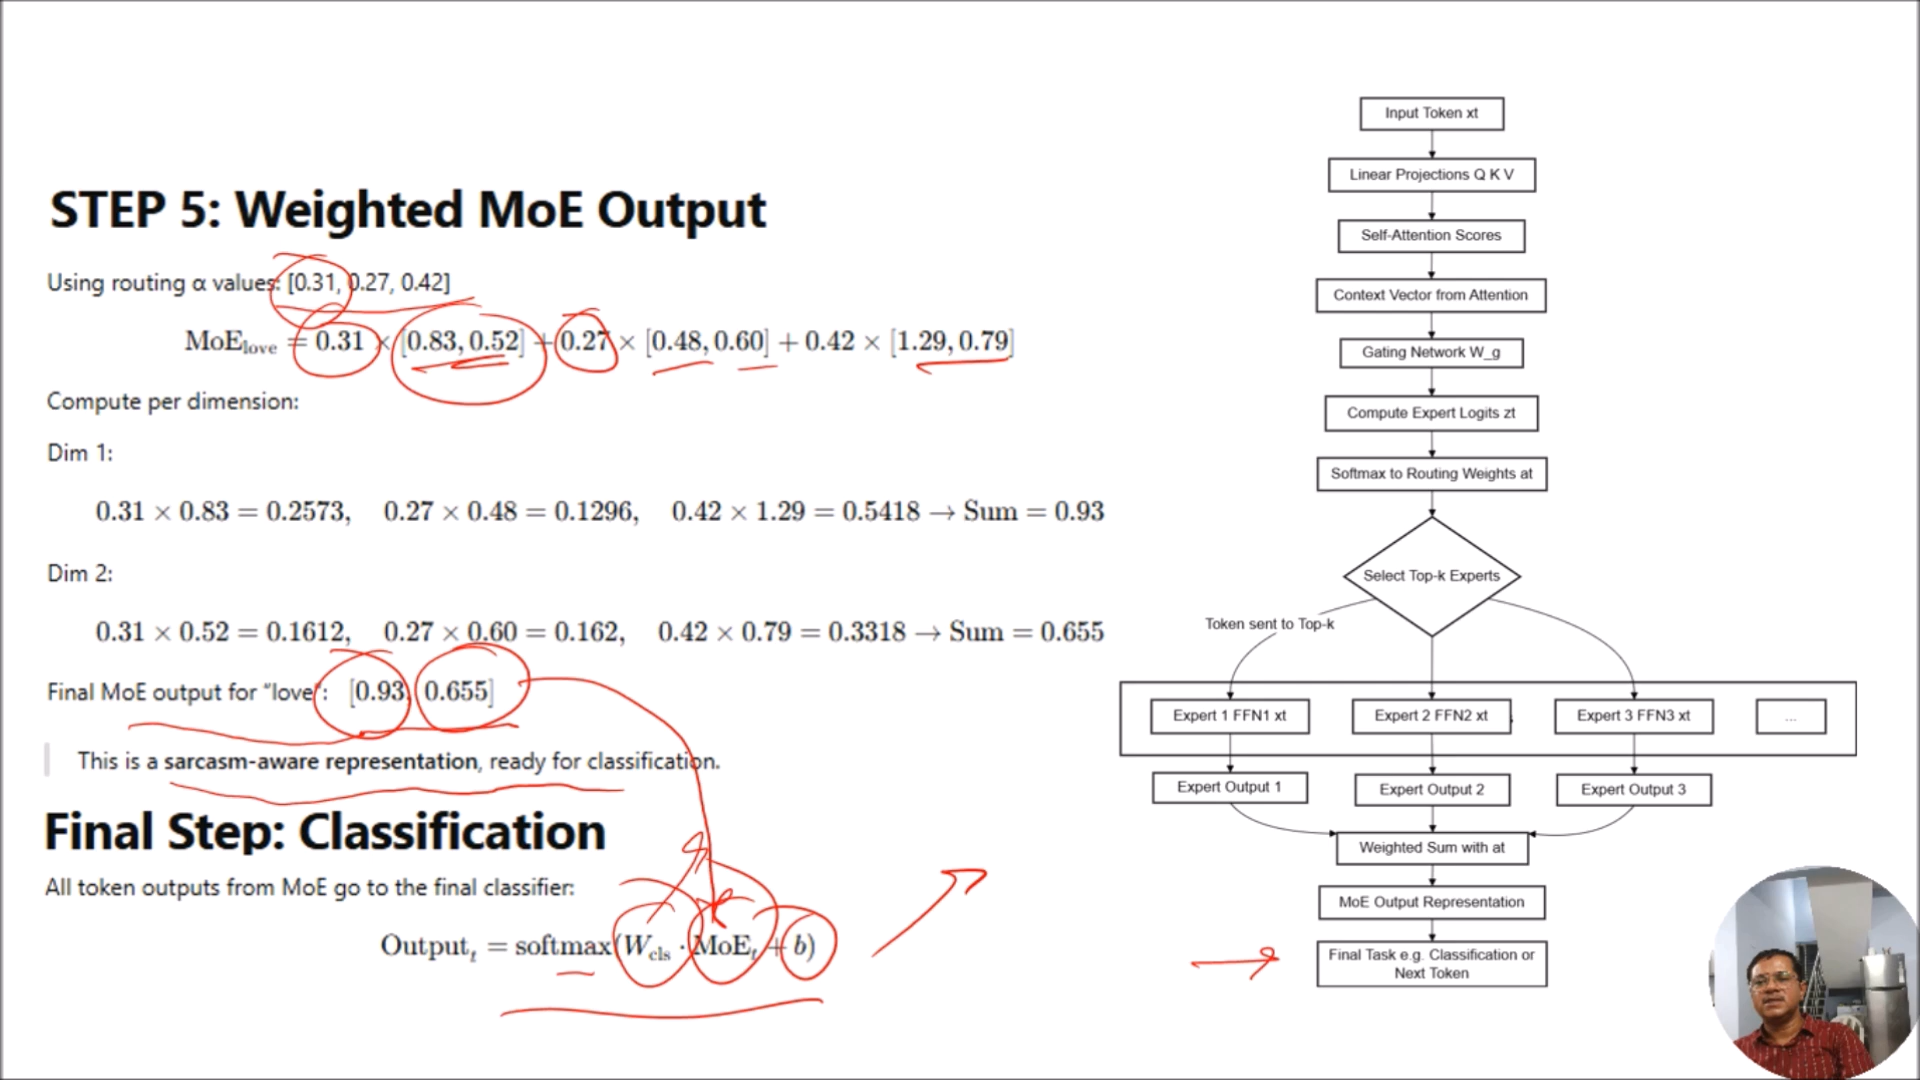 STEP 5: Weighted MoE Output
Using routing α values: [0.31, 0.27, 0.42]
MoE_love = 0.31 × [0.83, 0.52] + 0.27 × [0.48, 0.60] + 0.42 × [1.29, 0.79]
Compute per dimension:
Dim 1:
0.31 × 0.83 = 0.2573, 0.27 × 0.48 = 0.1296, 0.42 × 1.29 = 0.5418 → Sum = 0.93
Dim 2:
0.31 × 0.52 = 0.1612, 0.27 × 0.60 = 0.162, 0.42 × 0.79 = 0.3318 → Sum = 0.655
Final MoE output for “love”: [0.93, 0.655]
This is a sarcasm-aware representation, ready for classification.
Final Step: Classification
All token outputs from MoE go to the final classifier:
Output_t = softmax(W_cls · MoE_t + b)
Input Token xt
Linear Projections Q K V
Self-Attention Scores
Context Vector from Attention
Gating Network W_g
Compute Expert Logits zt
Softmax to Routing Weights at
Select Top-k Experts
Token sent to Top-k
Expert 1 FFN1 xt
Expert 2 FFN2 xt
Expert 3 FFN3 xt
...
Expert Output 1
Expert Output 2
Expert Output 3
Weighted Sum with at
MoE Output Representation
Final Task e.g. Classification or
Next Token